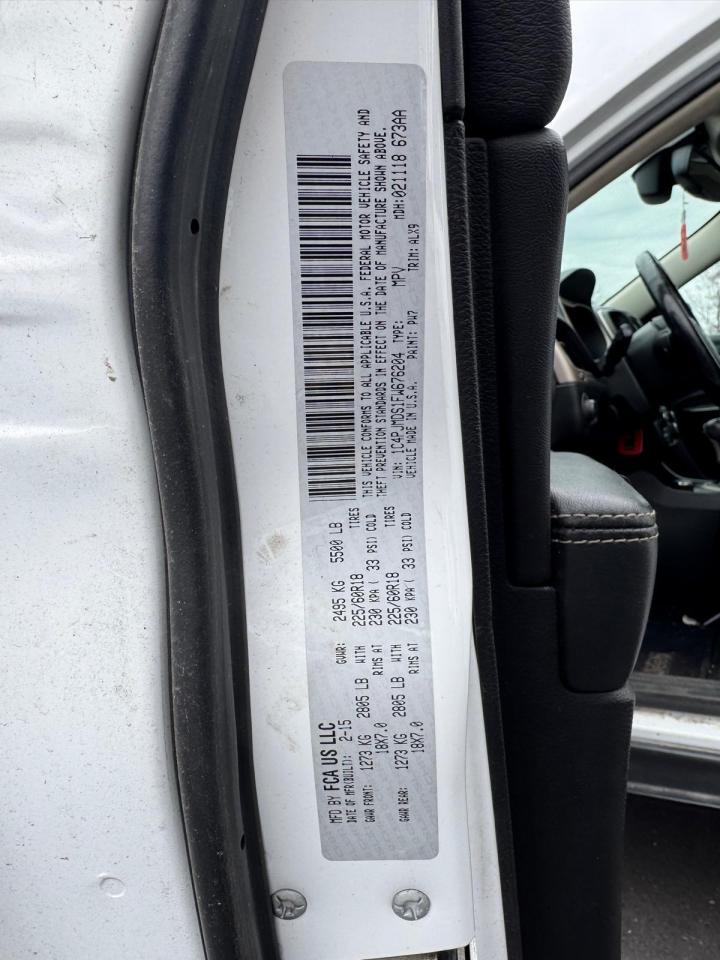 MFD BY FCA US LLC
DATE OF MFR(BUILT): 2-15 GVWR: 2495 KG 5500 LB
GAWR FRONT: 1273 KG 2805 LB WITH 225/60R18 TIRES
18X7.0 RIMS AT 230 KPA ( 33 PSI) COLD
GAWR REAR: 1273 KG 2805 LB WITH 225/60R18 TIRES
18X7.0 RIMS AT 230 KPA ( 33 PSI) COLD
THIS VEHICLE CONFORMS TO ALL APPLICABLE U.S.A. FEDERAL MOTOR VEHICLE SAFETY AND
THEFT PREVENTION STANDARDS IN EFFECT ON THE DATE OF MANUFACTURE SHOWN ABOVE.
VIN: 1C4PJMDS1FW676204 TYPE: MPV MDH:021118 673AA
VEHICLE MADE IN U.S.A. PAINT: PW7 TRIM: ALX9